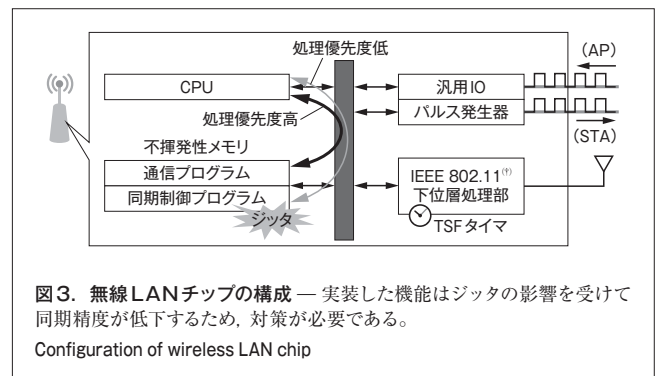 処理優先度低
(AP)
CPU
汎用IO
処理優先度高
パルス発生器
(STA)
不揮発性メモリ
通信プログラム
同期制御プログラム
ジッタ
IEEE 802.11(†)
下位層処理部
TSFタイマ
図3. 無線LANチップの構成 — 実装した機能はジッタの影響を受けて
同期精度が低下するため, 対策が必要である。
Configuration of wireless LAN chip